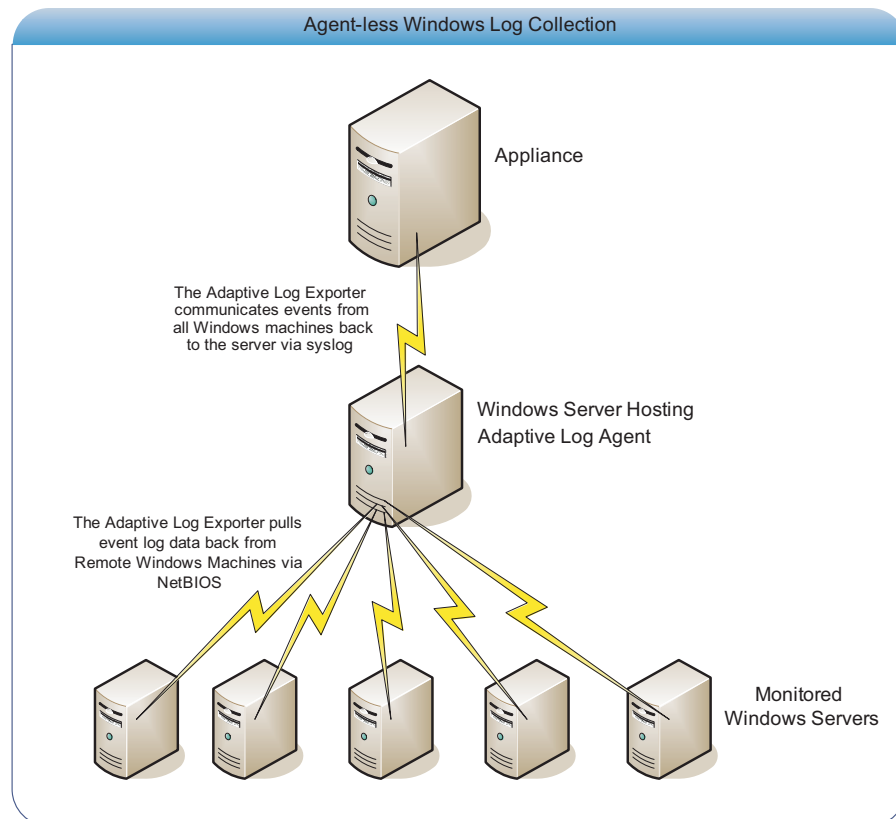 Agent-less Windows Log Collection
Appliance
The Adaptive Log Exporter
communicates events from
all Windows machines back
to the server via syslog
Windows Server Hosting
Adaptive Log Agent
The Adaptive Log Exporter pulls
event log data back from
Remote Windows Machines via
NetBIOS
Monitored
Windows Servers